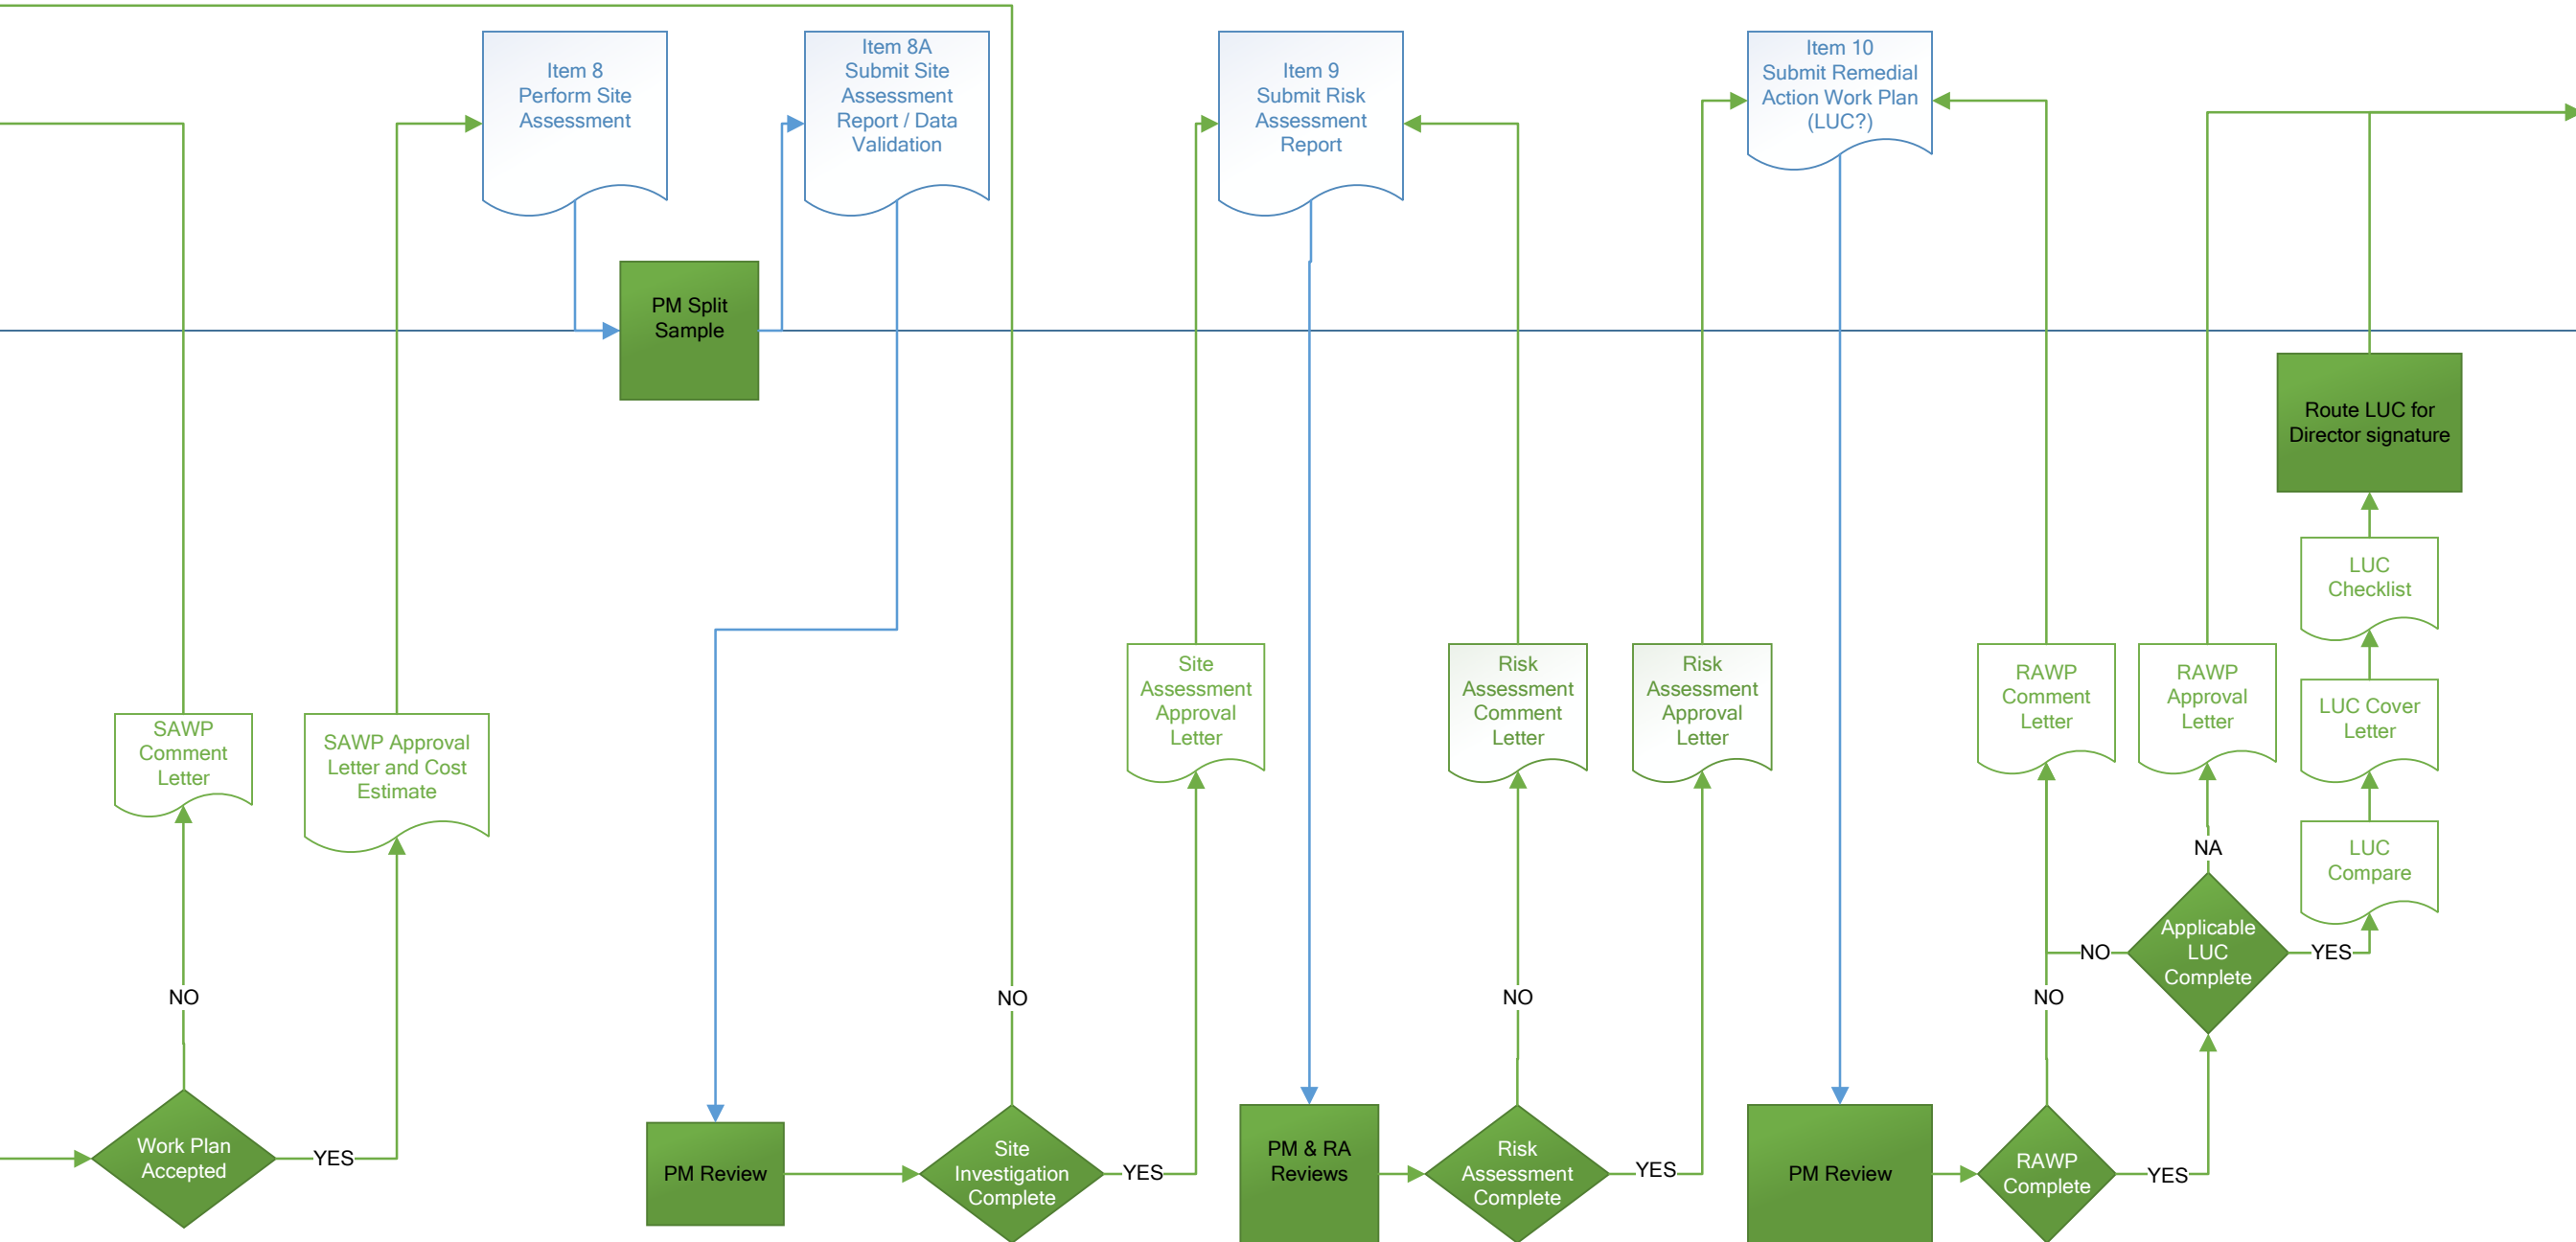 Item 8
Perform Site
Assessment
Item 8A
Submit Site
Assessment
Report / Data
Validation
Item 9
Submit Risk
Assessment
Report
Item 10
Submit Remedial
Action Work Plan
(LUC?)
PM Split
Sample
Route LUC for
Director signature
LUC
Checklist
SAWP
Comment
Letter
SAWP Approval
Letter and Cost
Estimate
Site
Assessment
Approval
Letter
Risk
Assessment
Comment
Letter
Risk
Assessment
Approval
Letter
RAWP
Comment
Letter
RAWP
Approval
Letter
LUC Cover
Letter
LUC
Compare
NA
Applicable
LUC
Complete
NO
YES
NO
NO
NO
NO
Work Plan
Accepted
YES
PM Review
Site
Investigation
Complete
YES
PM & RA
Reviews
Risk
Assessment
Complete
YES
PM Review
RAWP
Complete
YES